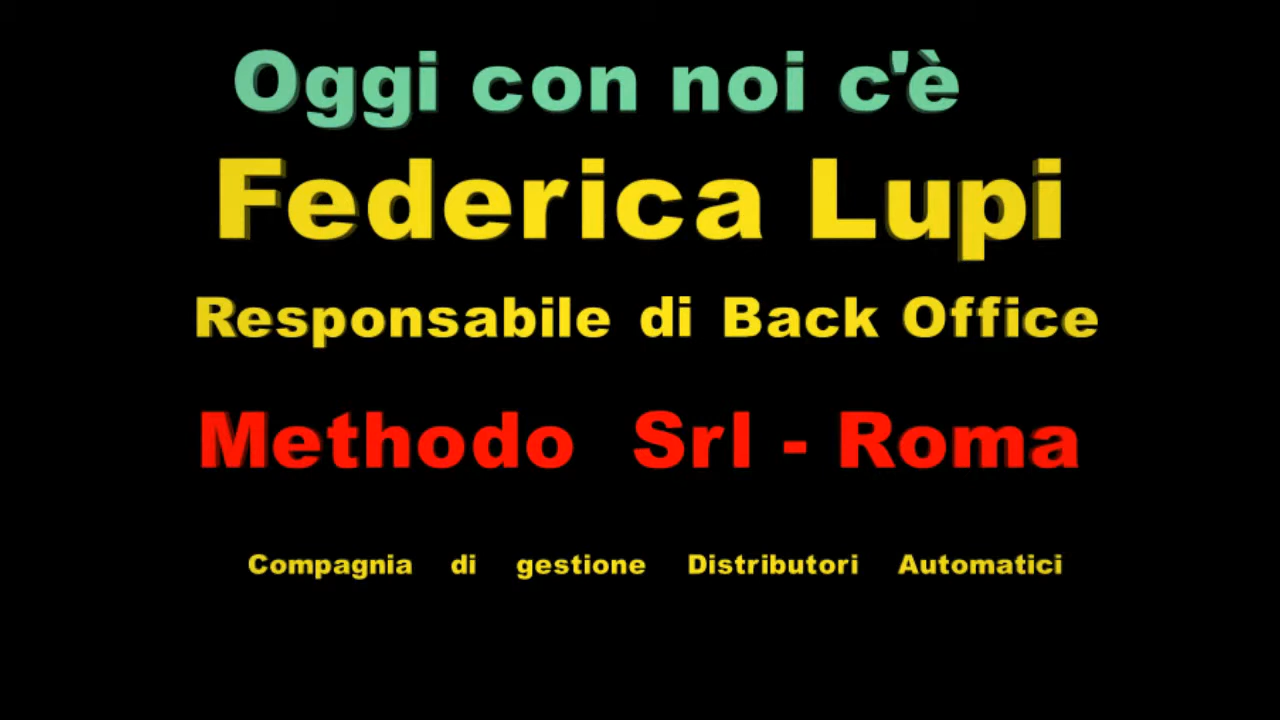 Oggi con noi c'è
Federica Lupi
Responsabile di Back Office
Methodo Srl - Roma
Compagnia di gestione Distributori Automatici